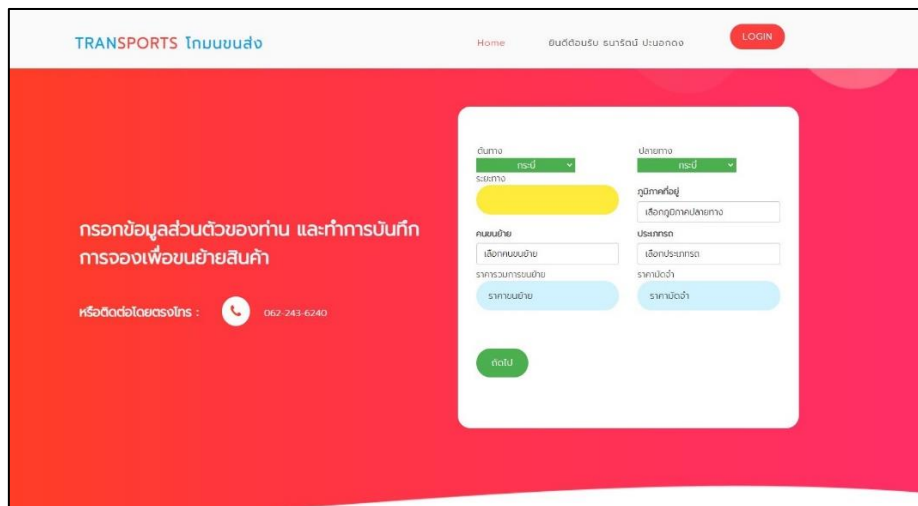 TRANSPORTS โกมนขนส่ง
Home
ยินดีต้อนรับ ธนารัตน์ ปะนอกดง
LOGIN
กรอกข้อมูลส่วนตัวของท่าน และทำการบันทึก
การจองเพื่อขนย้ายสินค้า
หรือติดต่อโดยตรงโทร :
062-243-6240
ต้นทาง
ปลายทาง
กระบี่
กระบี่
ระยะทาง
ภูมิภาคที่อยู่
เลือกภูมิภาคปลายทาง
คนขนย้าย
ประเภทรถ
เลือกคนขนย้าย
เลือกประเภทรถ
ราคารวมการขนย้าย
ราคามัดจำ
ราคาขนย้าย
ราคามัดจำ
ถัดไป